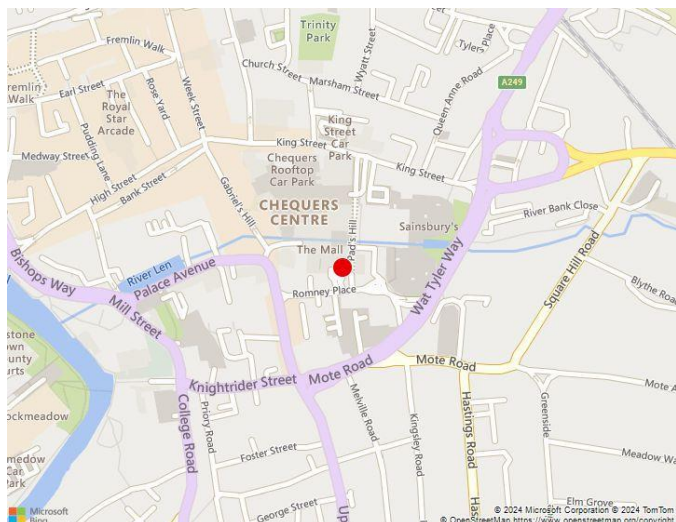 Fremlin Walk
Trinity
Park
Tyler
Place
Wyatt Street
Church Street
Marsham Street
Queen Anne Road
A249
Walk
Earl Street
The
Royal
Star
Arcade
Rose Yard
Week Street
King
Street
Car
Park
Pudding Lane
Medway Street
King Street
King Street
High Street
Bank Street
Gabriel's Hill
Chequers
Rooftop
Car Park
CHEQUERS
CENTRE
River Bank Close
Sainsbury's
Pad's Hill
The Mall
Bishops Way
River Len
Palace Avenue
Mill Street
Romney Place
Wat Tyler Way
Square Hill Road
Blythe Road
Knightrider Street
Mote Road
Mote Road
Mote
College Road
Priory Road
Melville Road
Kingsley Road
Hastings Road
Greenside
Foster Street
Meadow
Car
Park
George Street
Elm Grove
Microsoft
Bing
© 2024 Microsoft Corporation © 2024 TomTom
© OpenStreetMap https://www.openstreetmap.org/copyright